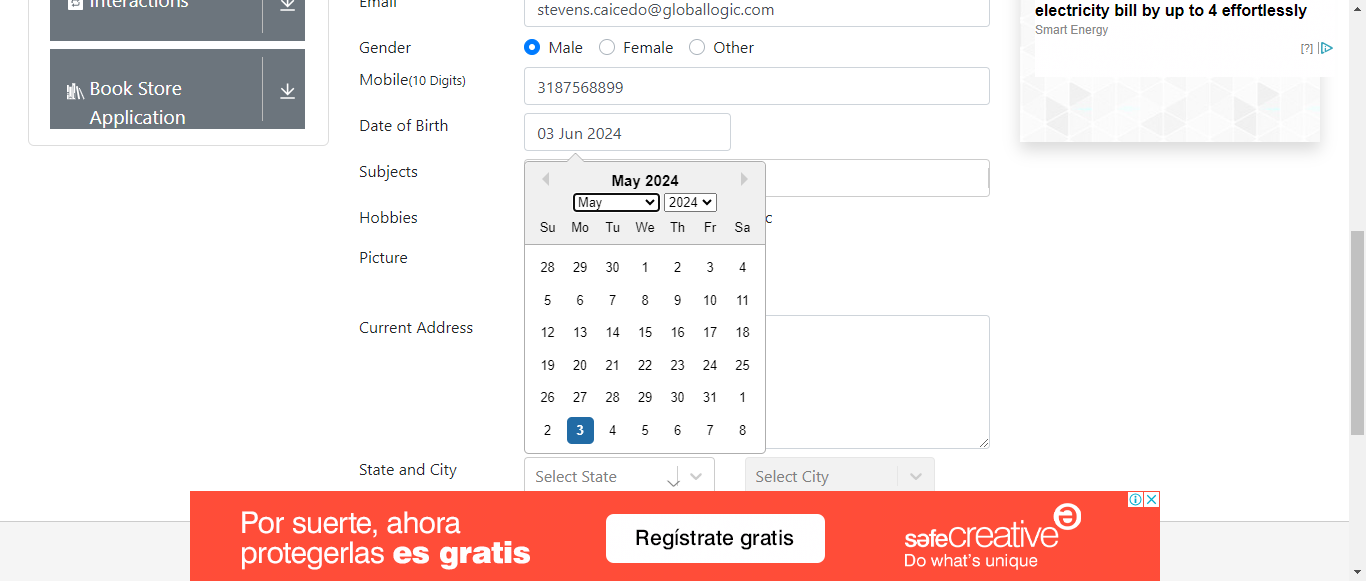 Interactions
Book Store
Application
Email
stevens.caicedo@globallogic.com
Gender
Male
Female
Other
Mobile(10 Digits)
3187568899
Date of Birth
03 Jun 2024
May 2024
May
2024
Su Mo Tu We Th Fr Sa
28 29 30 1 2 3 4
5 6 7 8 9 10 11
12 13 14 15 16 17 18
19 20 21 22 23 24 25
26 27 28 29 30 31 1
2 3 4 5 6 7 8
Subjects
Hobbies
c
Picture
Current Address
State and City
Select State
Select City
electricity bill by up to 4 effortlessly
Smart Energy
[?]
Por suerte, ahora
protegerlas es gratis
Regístrate gratis
safecreative
Do what's unique